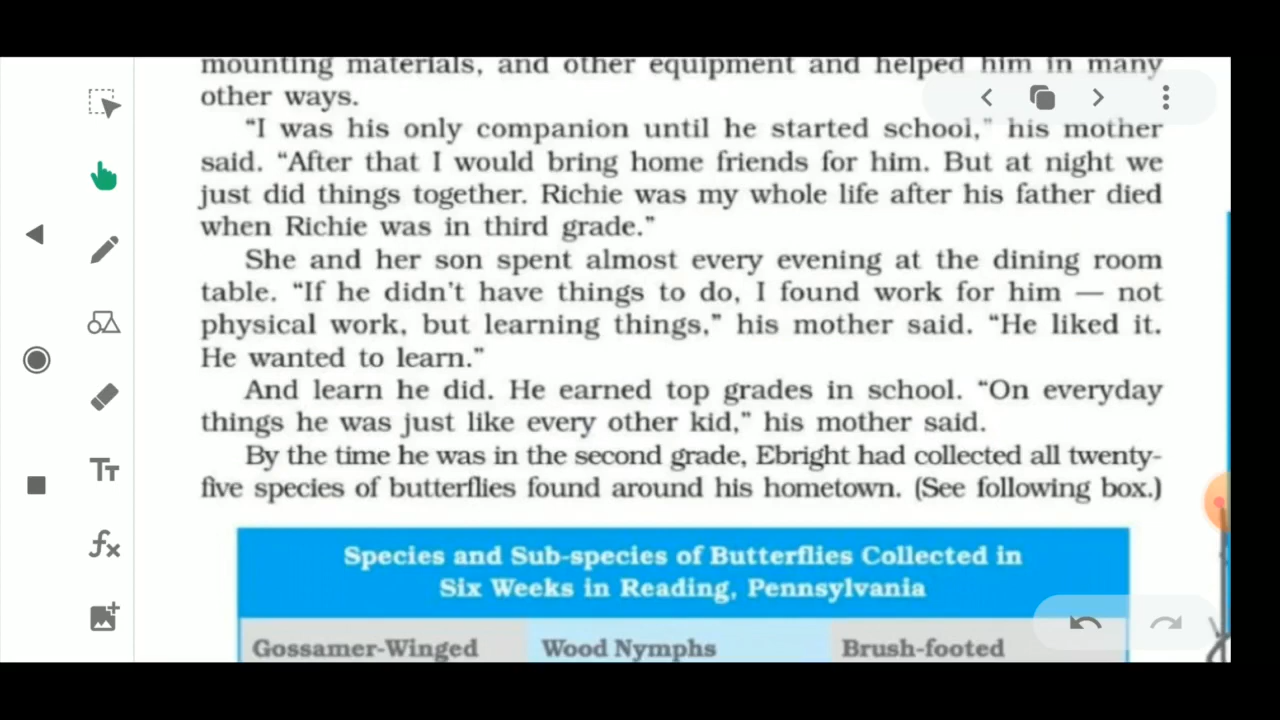 mounting materials, and other equipment and helped him in many
other ways.
“I was his only companion until he started school,” his mother
said. “After that I would bring home friends for him. But at night we
just did things together. Richie was my whole life after his father died
when Richie was in third grade.”
She and her son spent almost every evening at the dining room
table. “If he didn’t have things to do, I found work for him — not
physical work, but learning things,” his mother said. “He liked it.
He wanted to learn.”
And learn he did. He earned top grades in school. “On everyday
things he was just like every other kid,” his mother said.
By the time he was in the second grade, Ebright had collected all twenty-
five species of butterflies found around his hometown. (See following box.)
Species and Sub-species of Butterflies Collected in
Six Weeks in Reading, Pennsylvania
Gossamer-Winged Wood Nymphs Brush-footed
TT
fx